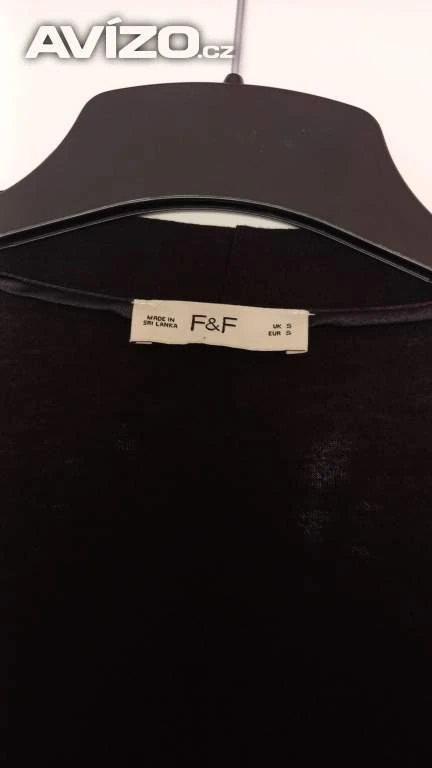 AVÍZO.cz
MADE IN
SRI LANKA
F&F
UK S
EUR S